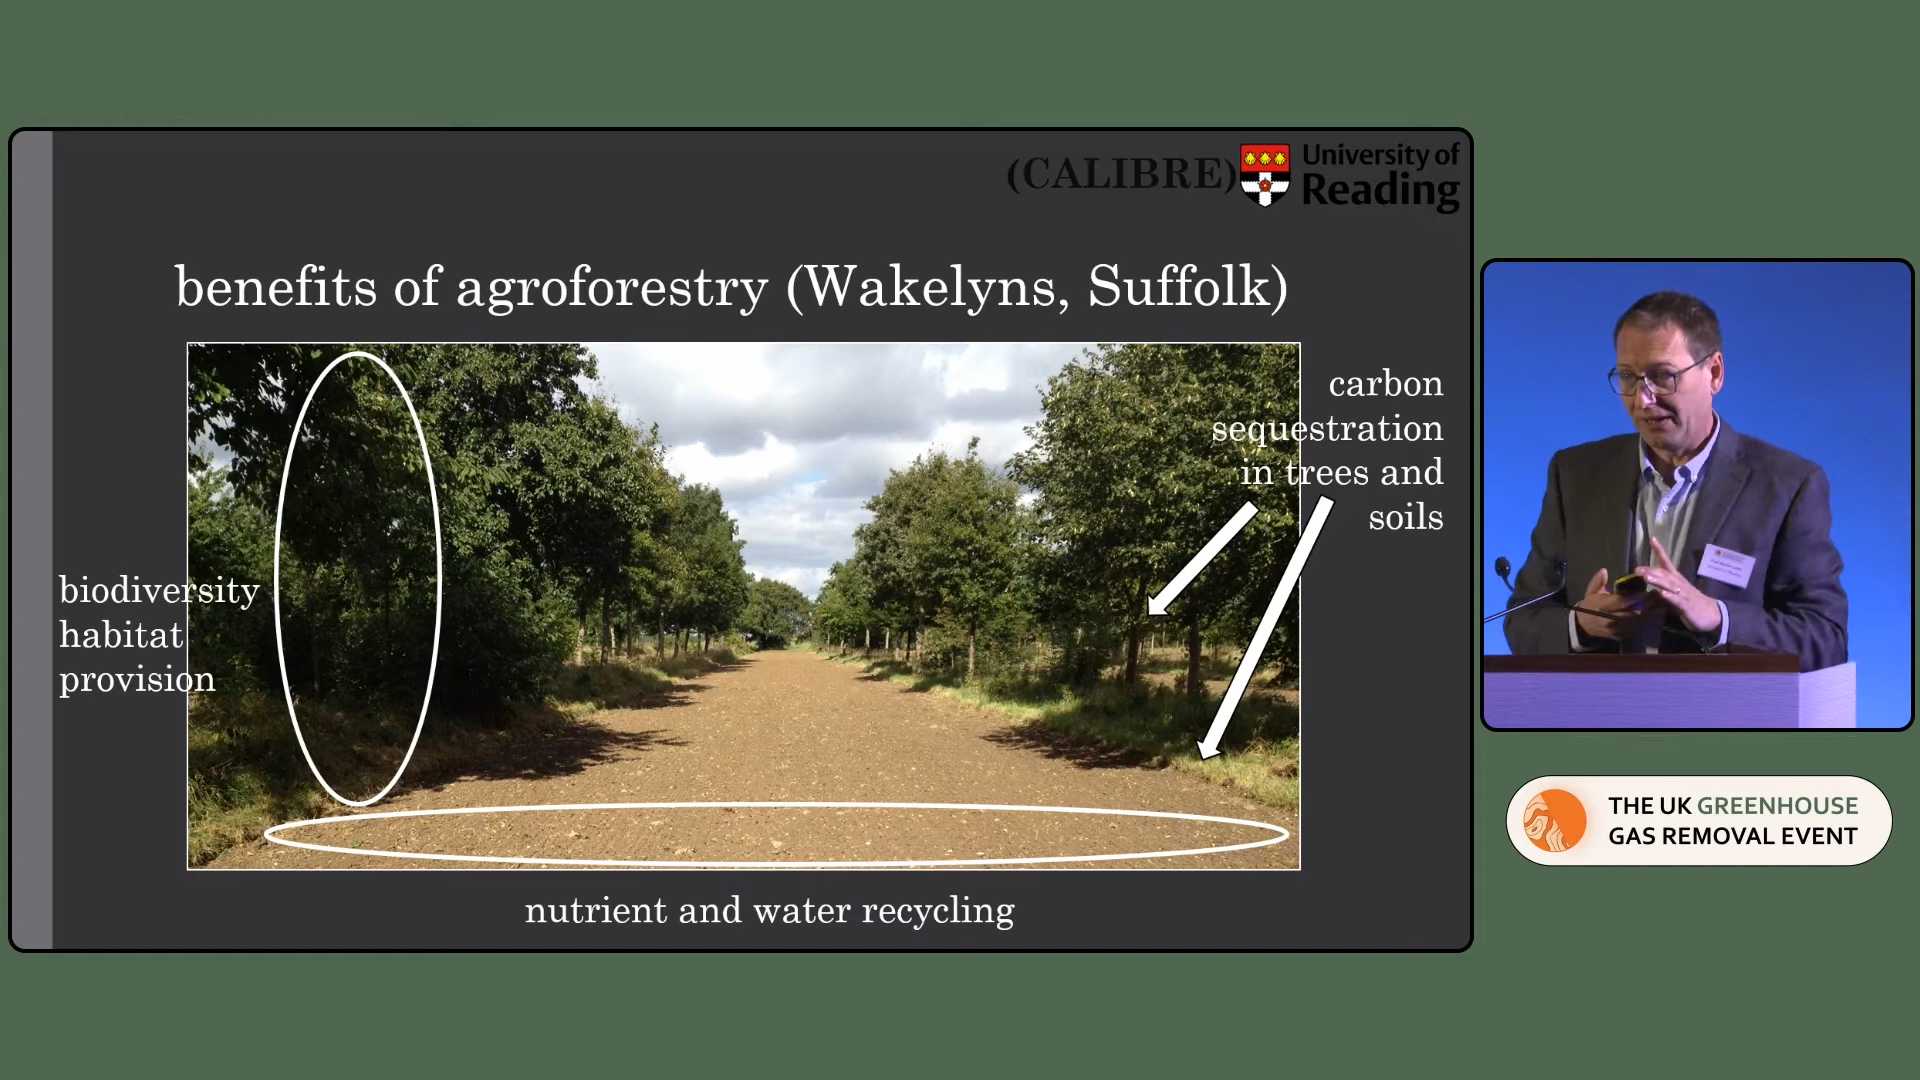 (CALIBRE)
University of
Reading
benefits of agroforestry (Wakelyns, Suffolk)
carbon
sequestration
in trees and
soils
biodiversity
habitat
provision
nutrient and water recycling
THE UK GREENHOUSE
GAS REMOVAL EVENT